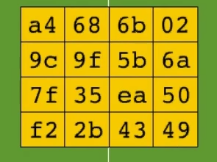 a4 68 6b 02
9c 9f 5b 6a
7f 35 ea 50
f2 2b 43 49